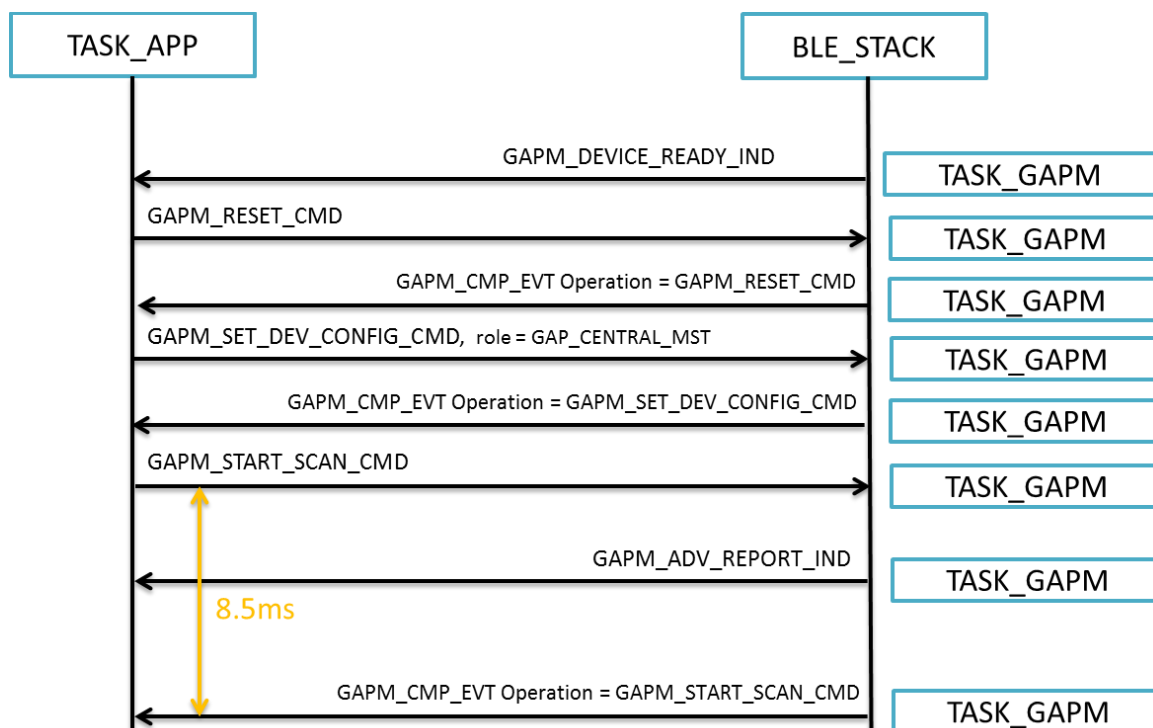 TASK_APP
BLE_STACK
GAPM_DEVICE_READY_IND
TASK_GAPM
GAPM_RESET_CMD
TASK_GAPM
GAPM_CMP_EVT Operation = GAPM_RESET_CMD
TASK_GAPM
GAPM_SET_DEV_CONFIG_CMD, role = GAP_CENTRAL_MST
TASK_GAPM
GAPM_CMP_EVT Operation = GAPM_SET_DEV_CONFIG_CMD
TASK_GAPM
GAPM_START_SCAN_CMD
TASK_GAPM
GAPM_ADV_REPORT_IND
TASK_GAPM
8.5ms
GAPM_CMP_EVT Operation = GAPM_START_SCAN_CMD
TASK_GAPM